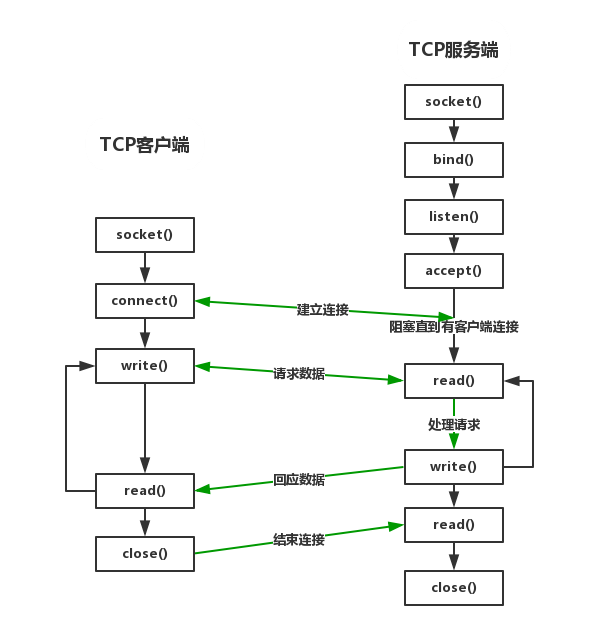 TCP服务端
socket()
bind()
TCP客户端
listen()
socket()
accept()
connect()
建立连接
阻塞直到有客户端连接
write()
请求数据
read()
处理请求
write()
read()
回应数据
read()
close()
结束连接
close()